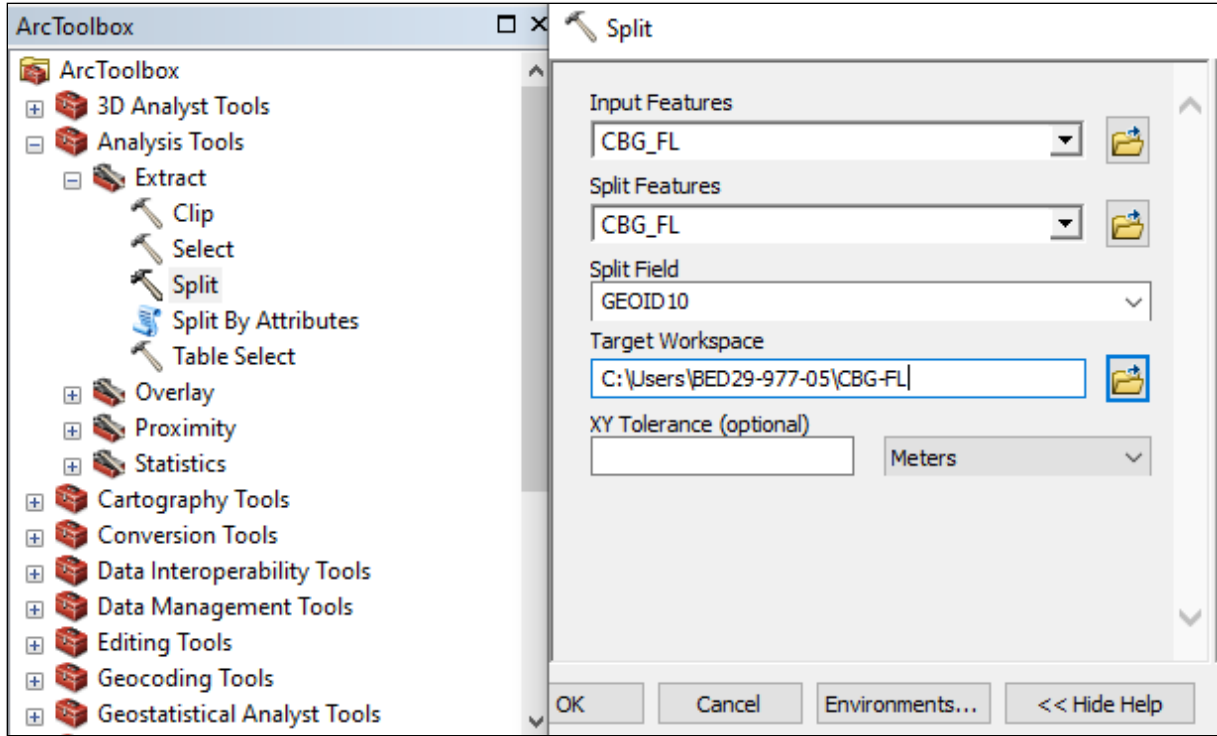 ArcToolbox
ArcToolbox
3D Analyst Tools
Analysis Tools
Extract
Clip
Select
Split
Split By Attributes
Table Select
Overlay
Proximity
Statistics
Cartography Tools
Conversion Tools
Data Interoperability Tools
Data Management Tools
Editing Tools
Geocoding Tools
Geostatistical Analyst Tools
Split
Input Features
CBG_FL
Split Features
CBG_FL
Split Field
GEOID10
Target Workspace
C:\Users\BED29-977-05\CBG-FL
XY Tolerance (optional)
Meters
OK Cancel Environments... << Hide Help